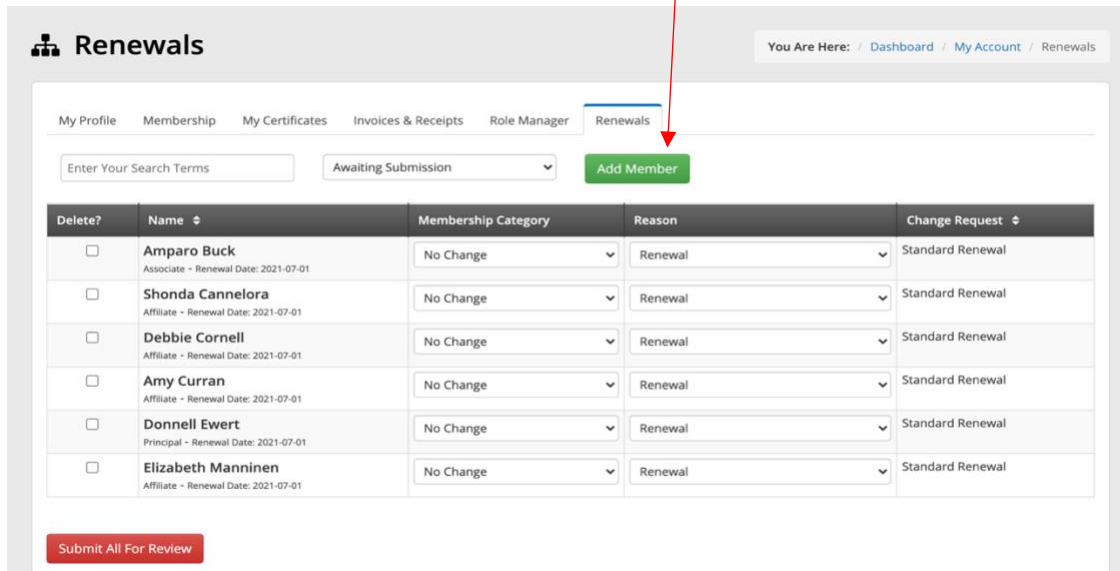 Renewals
You Are Here: / Dashboard / My Account / Renewals
My Profile Membership My Certificates Invoices & Receipts Role Manager Renewals
Enter Your Search Terms Awaiting Submission Add Member
Delete? Name Membership Category Reason Change Request
Amparo Buck No Change Renewal Standard Renewal
Associate - Renewal Date: 2021-07-01
Shonda Cannelora No Change Renewal Standard Renewal
Affiliate - Renewal Date: 2021-07-01
Debbie Cornell No Change Renewal Standard Renewal
Affiliate - Renewal Date: 2021-07-01
Amy Curran No Change Renewal Standard Renewal
Affiliate - Renewal Date: 2021-07-01
Donnell Ewert No Change Renewal Standard Renewal
Principal - Renewal Date: 2021-07-01
Elizabeth Manninen No Change Renewal Standard Renewal
Affiliate - Renewal Date: 2021-07-01
Submit All For Review